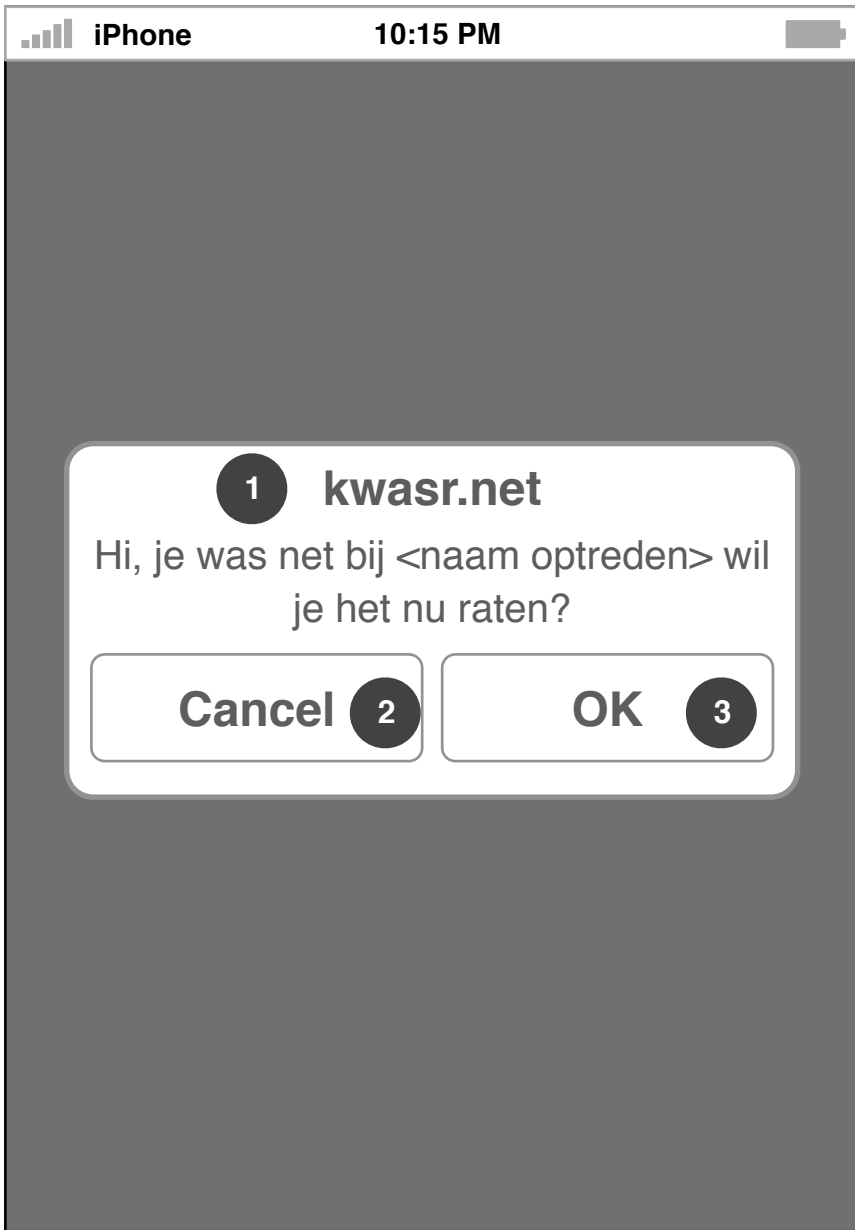 iPhone 10:15 PM
1 kwasr.net
Hi, je was net bij <naam optreden> wil
je het nu raten?
Cancel 2 OK 3